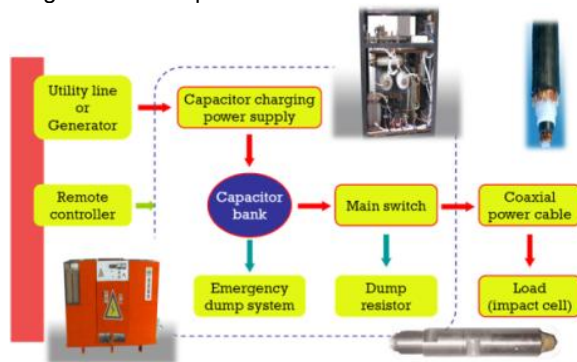 Utility line
or
Generator
Capacitor charging
power supply
Remote
controller
Capacitor
bank
Main switch
Coaxial
power cable
Emergency
dump system
Dump
resistor
Load
(impact cell)